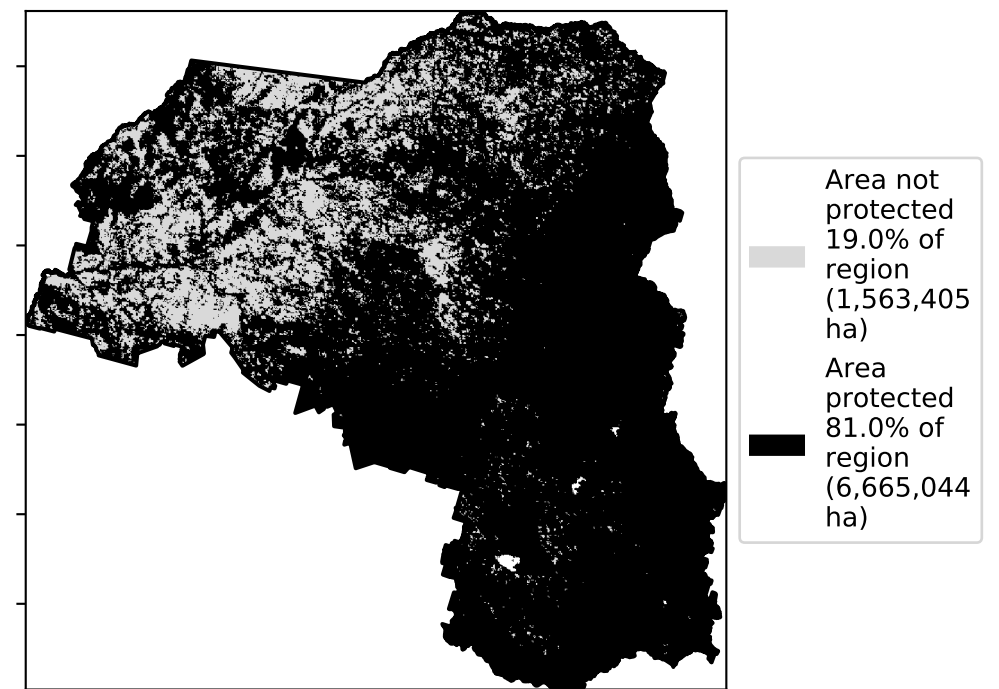 Area not
protected
19.0% of
region
(1,563,405
ha)
Area
protected
81.0% of
region
(6,665,044
ha)